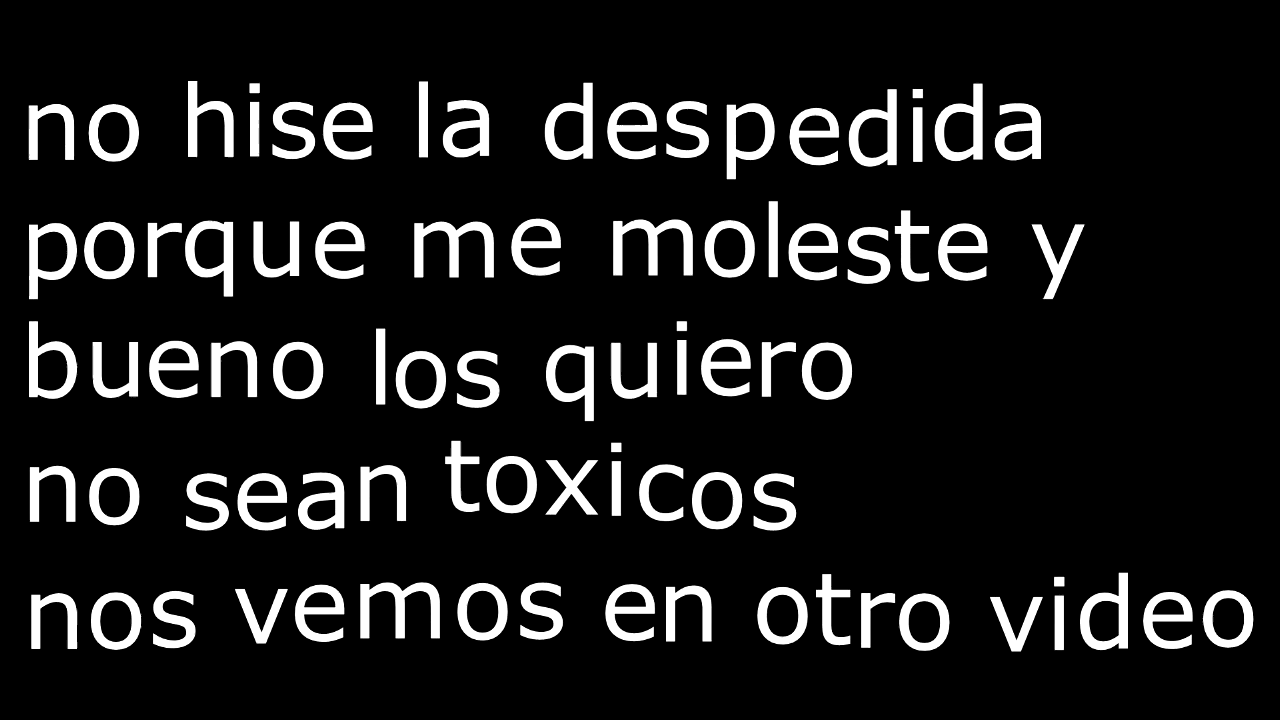 no hise la despedida
porque me moleste y
bueno los quiero
no sean toxicos
nos vemos en otro video